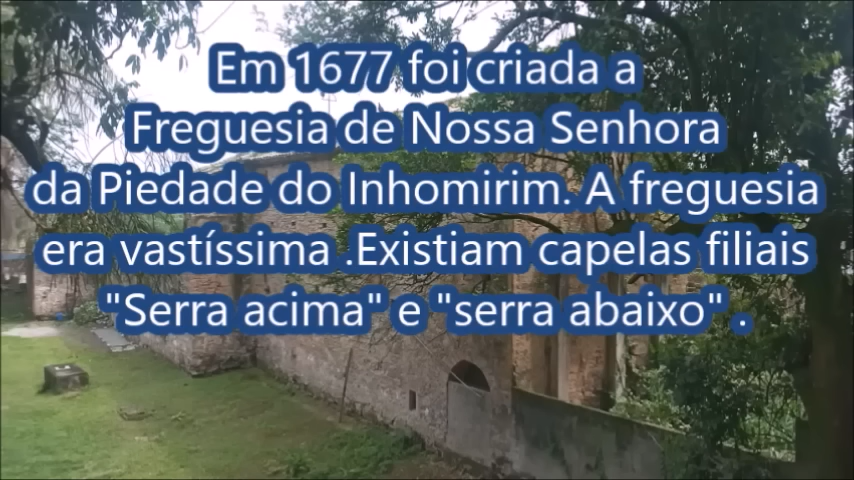 Em 1677 foi criada a
Freguesia de Nossa Senhora
da Piedade do Inhomirim. A freguesia
era vastíssima .Existiam capelas filiais
"Serra acima" e "serra abaixo" .